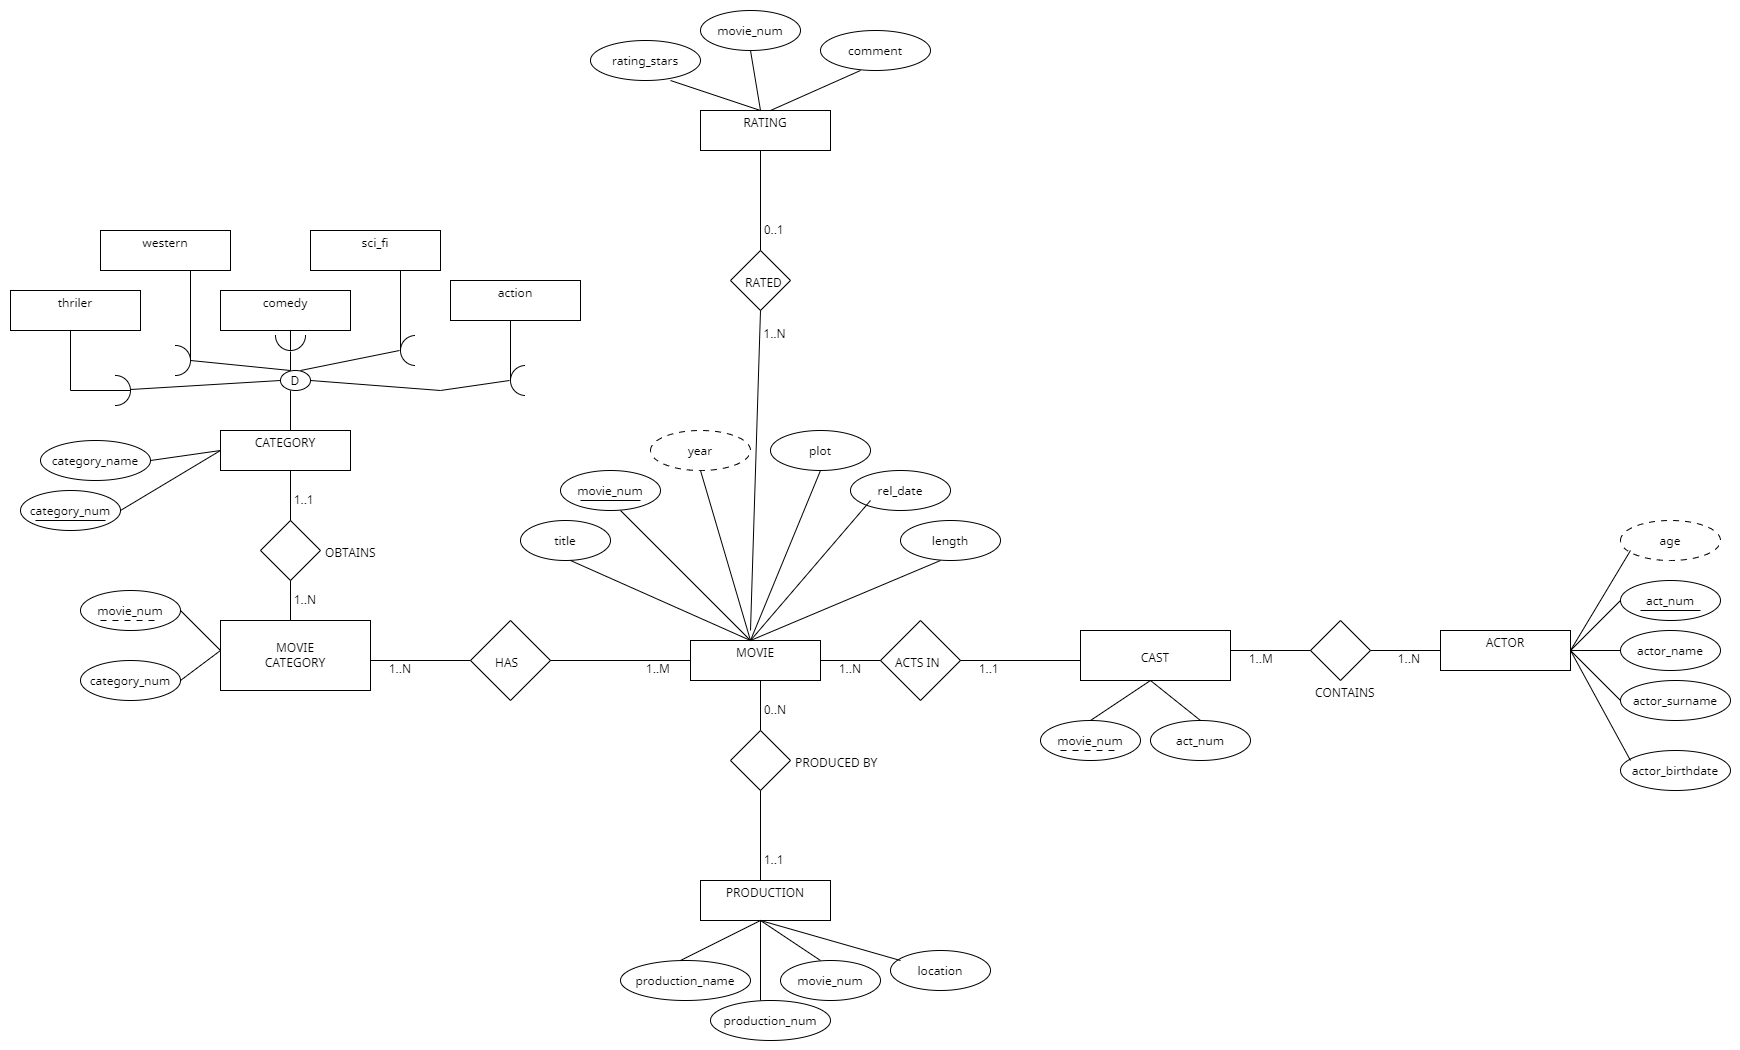 movie_num
comment
rating_stars
RATING
0..1
western
sci_fi
thriler
comedy
action
RATED
1..N
D
CATEGORY
category_name
category_num
1..1
OBTAINS
1..N
year
plot
movie_num
rel_date
title
length
age
act_num
actor_name
actor_surname
actor_birthdate
movie_num
category_num
MOVIE
CATEGORY
1..N
HAS
1..M
MOVIE
1..N
ACTS IN
1..1
CAST
1..M
CONTAINS
1..N
ACTOR
movie_num
act_num
0..N
PRODUCED BY
1..1
PRODUCTION
production_name
movie_num
location
production_num